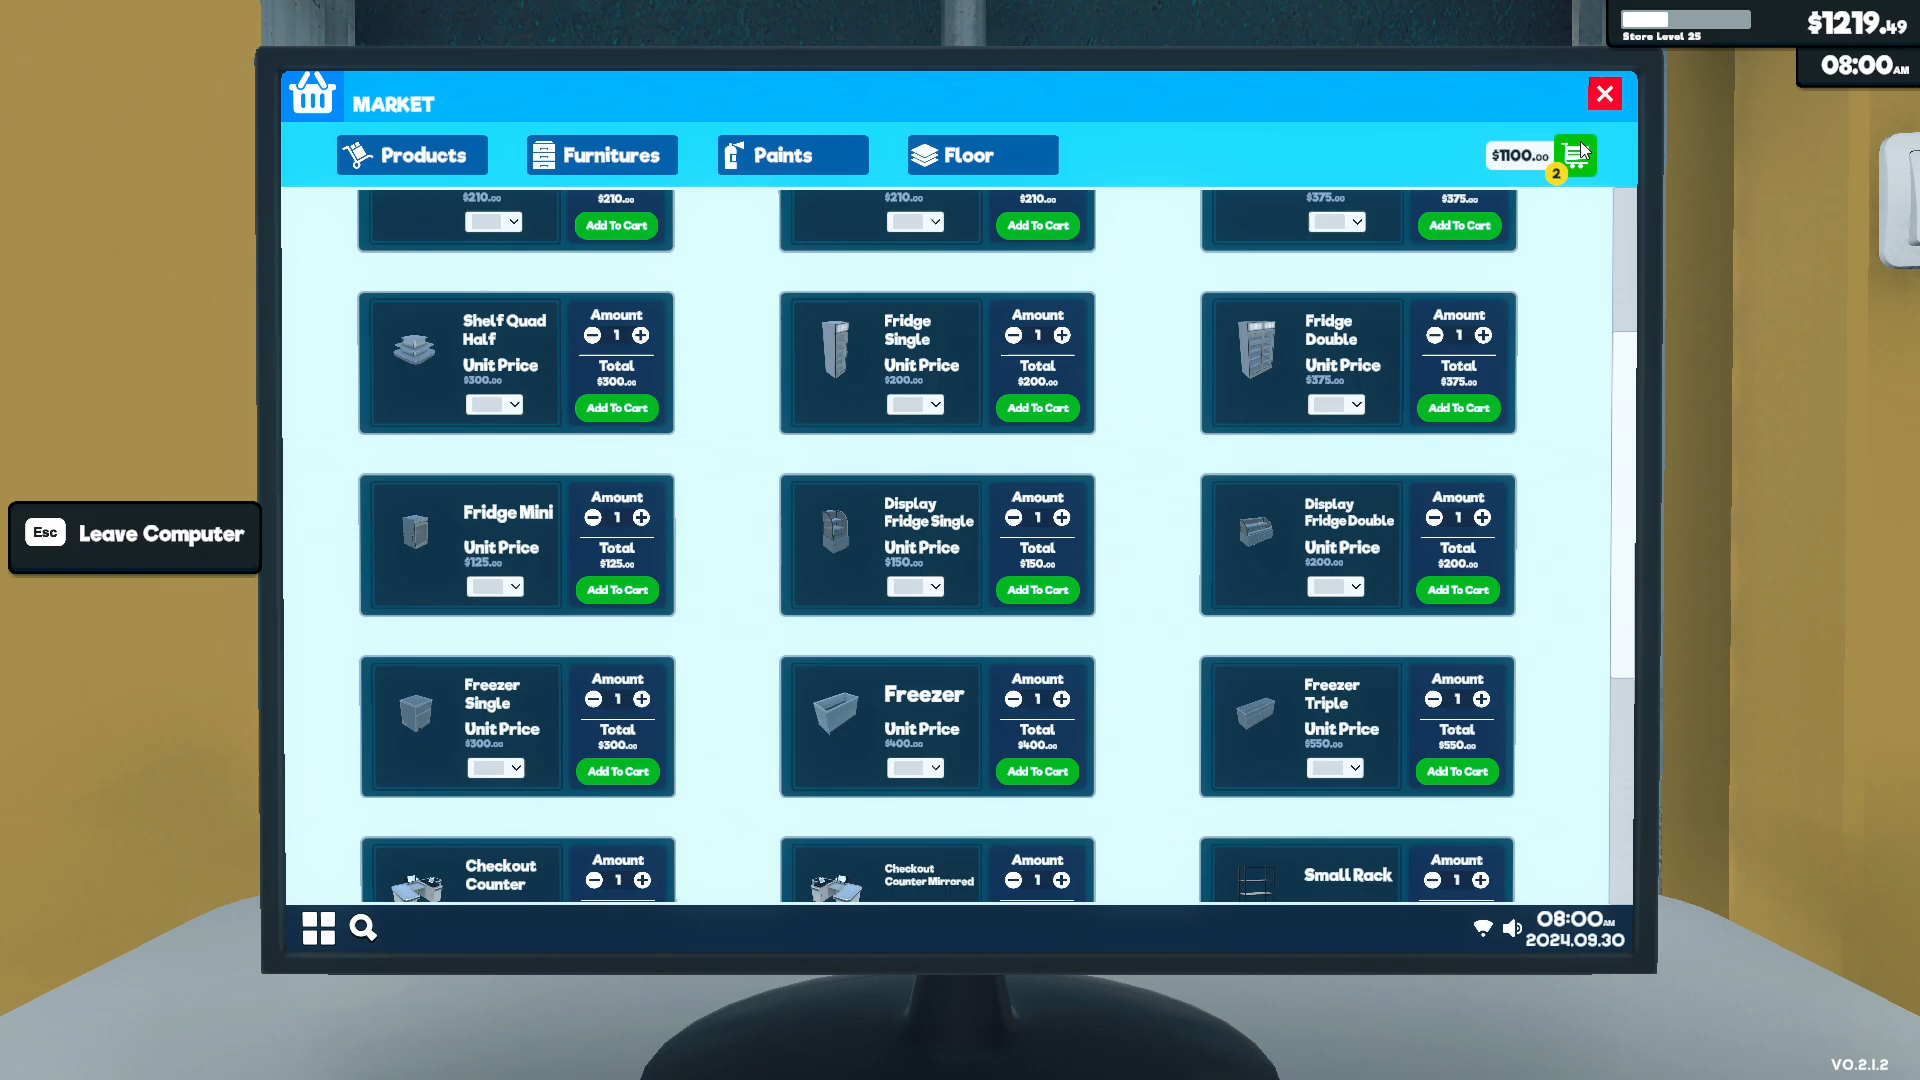 Store Level 25
$1219.49
08:00AM
MARKET
Products
Furnitures
Paints
Floor
$1100.00
2
$210.00
$210.00
Add To Cart
$210.00
$210.00
Add To Cart
$375.00
$375.00
Add To Cart
Shelf Quad
Half
Unit Price
$300.00
Amount
1
Total
$300.00
Add To Cart
Fridge
Single
Unit Price
$200.00
Amount
1
Total
$200.00
Add To Cart
Fridge
Double
Unit Price
$375.00
Amount
1
Total
$375.00
Add To Cart
Fridge Mini
Unit Price
$125.00
Amount
1
Total
$125.00
Add To Cart
Display
Fridge Single
Unit Price
$150.00
Amount
1
Total
$150.00
Add To Cart
Display
Fridge Double
Unit Price
$200.00
Amount
1
Total
$200.00
Add To Cart
Freezer
Single
Unit Price
$300.00
Amount
1
Total
$300.00
Add To Cart
Freezer
Unit Price
$400.00
Amount
1
Total
$400.00
Add To Cart
Freezer
Triple
Unit Price
$550.00
Amount
1
Total
$550.00
Add To Cart
Checkout
Counter
Amount
1
Checkout
Counter Mirrored
Amount
1
Small Rack
Amount
1
Esc Leave Computer
08:00AM
2024.09.30
V0.2.1.2